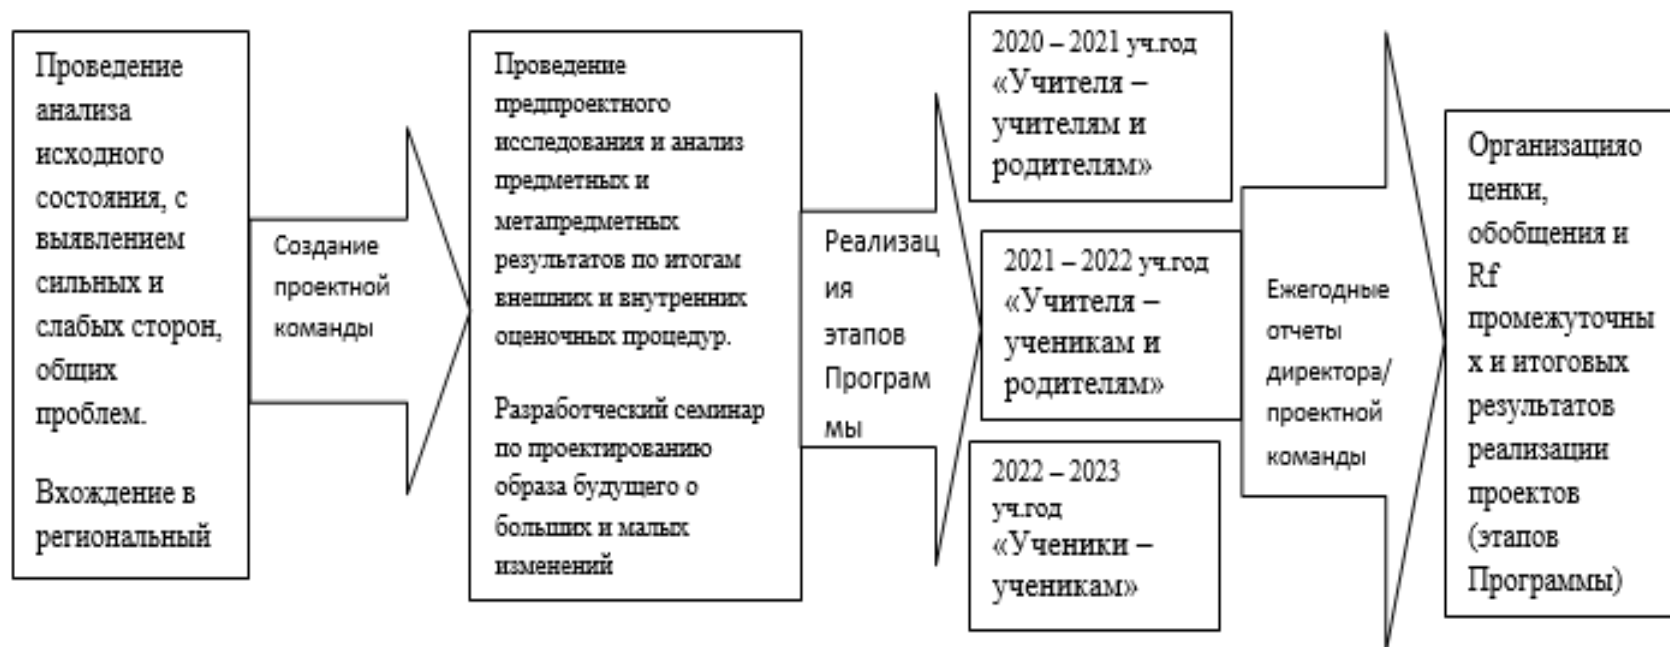 Проведение
анализа
исходного
состояния, с
выявлением
сильных и
слабых сторон,
общих
проблем.
Вхождение в
региональный
Создание
проектной
команды
Проведение
предпроектного
исследования и анализ
предметных и
метапредметных
результатов по итогам
внешних и внутренних
оценочных процедур.
Разработческий семинар
по проектированию
образа будущего о
больших и малых
изменений
Реализац
ия
этапов
Програм
мы
2020 – 2021 уч.год
«Учителя –
учителям и
родителям»
2021 – 2022 уч.год
«Учителя –
ученикам и
родителям»
2022 – 2023
уч.год
«Ученики –
ученикам»
Ежегодные
отчеты
директора/
проектной
команды
Организацияо
ценки,
обобщения и
Rf
промежуточны
х и итоговых
результатов
реализации
проектов
(этапов
Программы)